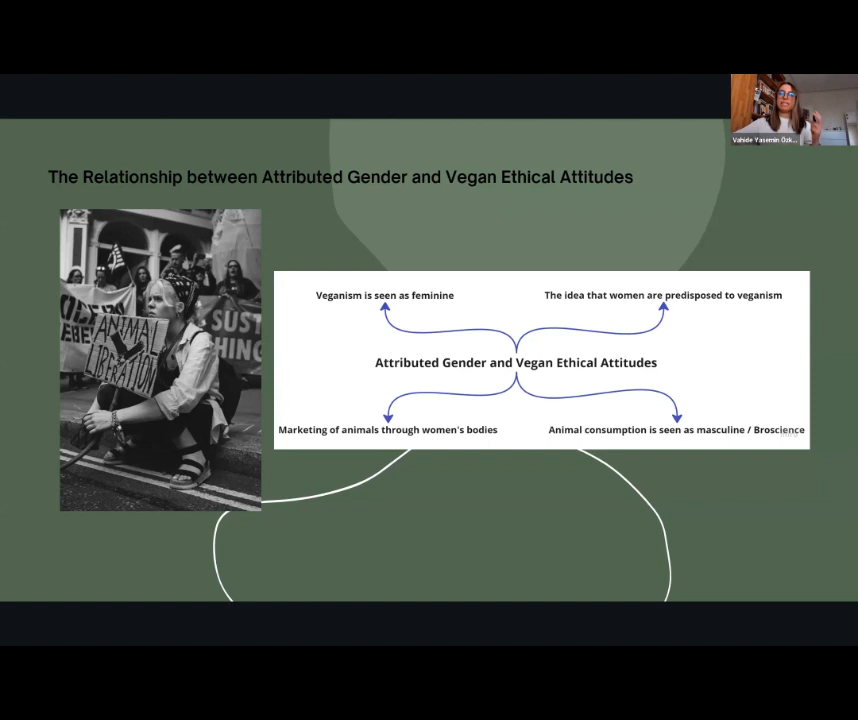 Vahide Yasemin Özk...
The Relationship between Attributed Gender and Vegan Ethical Attitudes
ANIMAL
LIBERATION
SUST
HING
Veganism is seen as feminine
The idea that women are predisposed to veganism
Attributed Gender and Vegan Ethical Attitudes
Marketing of animals through women's bodies
Animal consumption is seen as masculine / Broscience